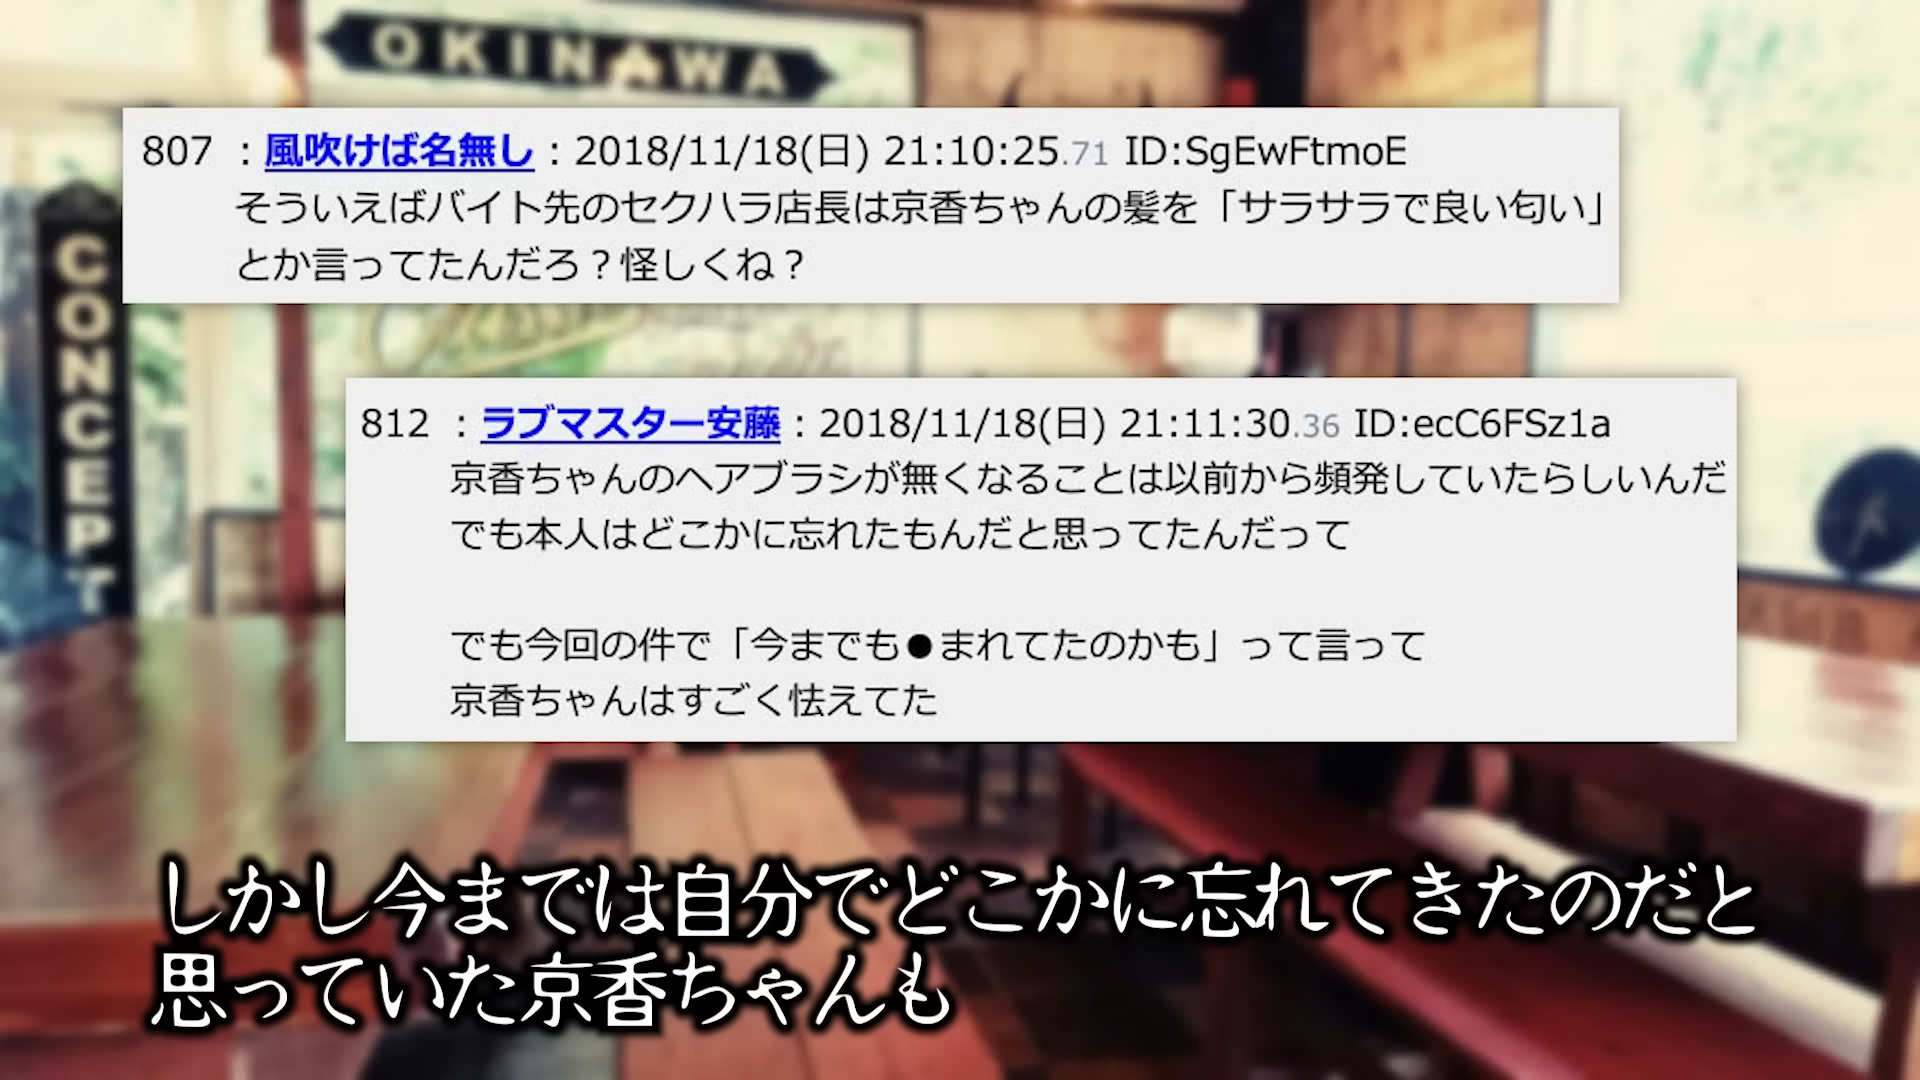 OKINAWA
CONCEPT
807 ：風吹けば名無し：2018/11/18(日) 21:10:25.71 ID:SgEwFtmoE
そういえばバイト先のセクハラ店長は京香ちゃんの髪を「サラサラで良い匂い」
とか言ってたんだろ？怪しくね？
812 ：ラブマスター安藤：2018/11/18(日) 21:11:30.36 ID:ecC6FSz1a
京香ちゃんのヘアブラシが無くなることは以前から頻発していたらしいんだ
でも本人はどこかに忘れたもんだと思ってたんだって
でも今回の件で「今までも●まれてたのかも」って言って
京香ちゃんはすごく怯えてた
しかし今までは自分でどこかに忘れてきたのだと
思っていた京香ちゃんも